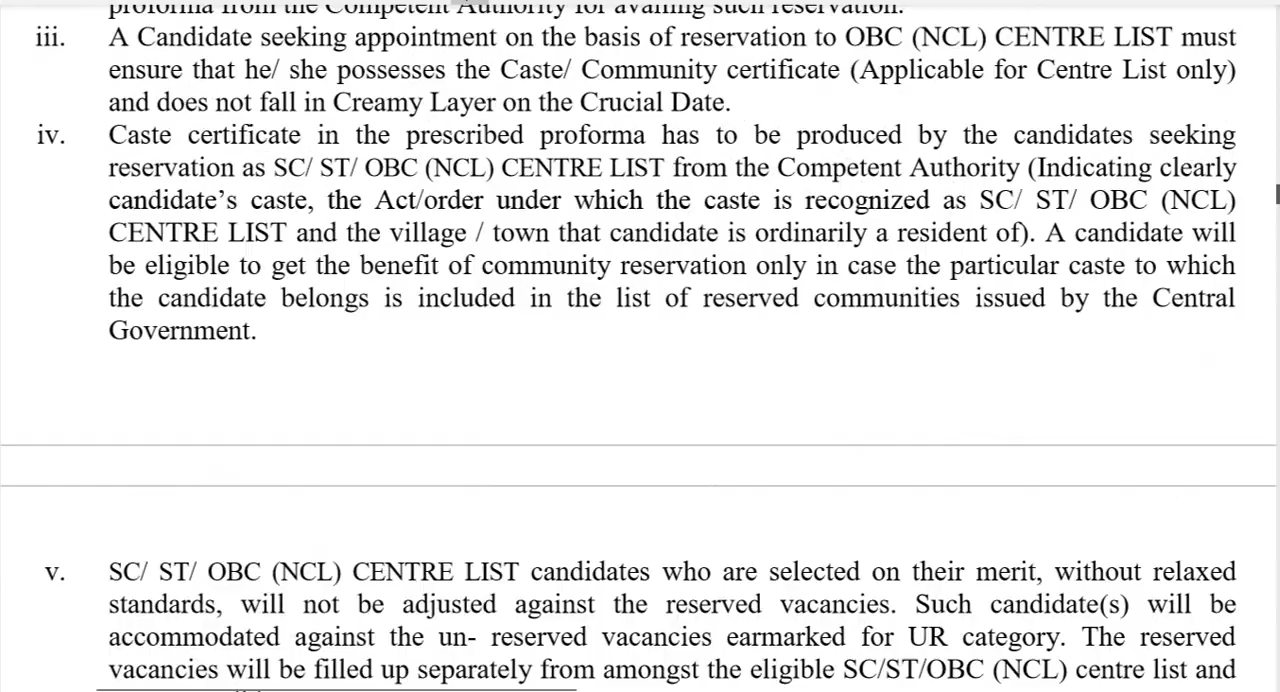 proforma from the Competent Authority for availing such reservation.
iii. A Candidate seeking appointment on the basis of reservation to OBC (NCL) CENTRE LIST must
ensure that he/ she possesses the Caste/ Community certificate (Applicable for Centre List only)
and does not fall in Creamy Layer on the Crucial Date.
iv. Caste certificate in the prescribed proforma has to be produced by the candidates seeking
reservation as SC/ ST/ OBC (NCL) CENTRE LIST from the Competent Authority (Indicating clearly
candidate’s caste, the Act/order under which the caste is recognized as SC/ ST/ OBC (NCL)
CENTRE LIST and the village / town that candidate is ordinarily a resident of). A candidate will
be eligible to get the benefit of community reservation only in case the particular caste to which
the candidate belongs is included in the list of reserved communities issued by the Central
Government.
v. SC/ ST/ OBC (NCL) CENTRE LIST candidates who are selected on their merit, without relaxed
standards, will not be adjusted against the reserved vacancies. Such candidate(s) will be
accommodated against the un- reserved vacancies earmarked for UR category. The reserved
vacancies will be filled up separately from amongst the eligible SC/ST/OBC (NCL) centre list and